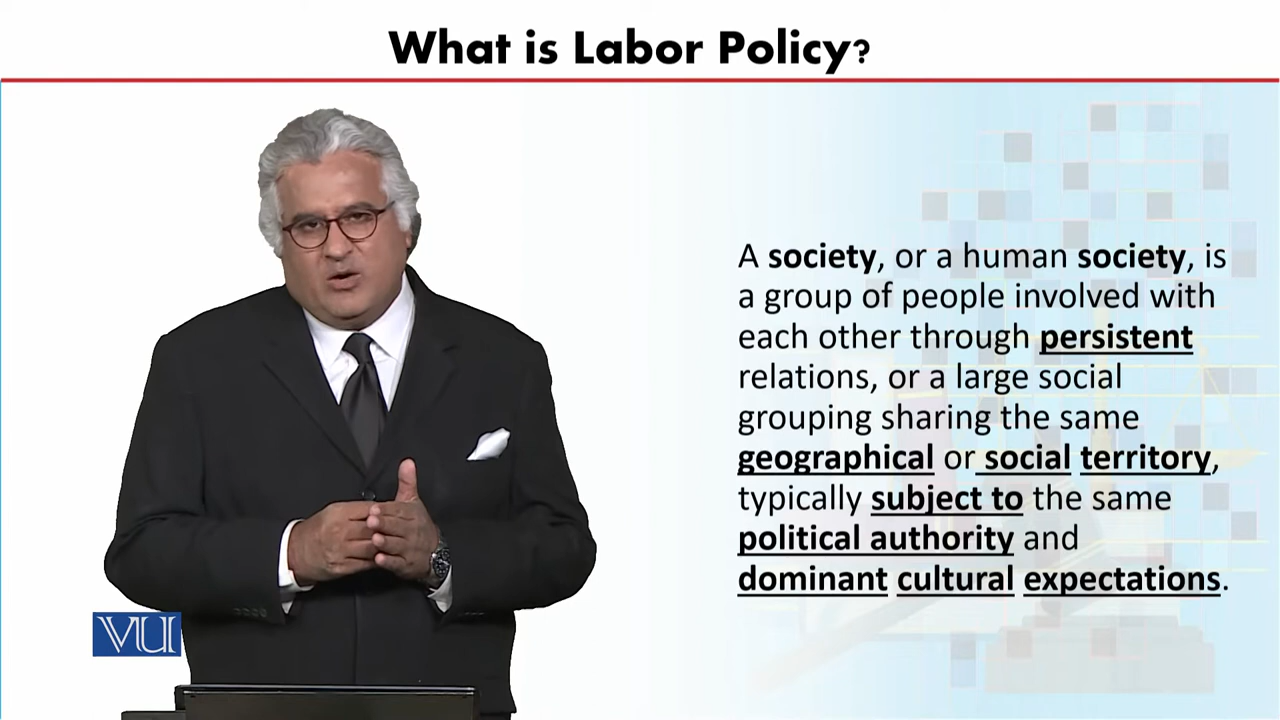 What is Labor Policy?
A society, or a human society, is
a group of people involved with
each other through persistent
relations, or a large social
grouping sharing the same
geographical or social territory,
typically subject to the same
political authority and
dominant cultural expectations.
VU